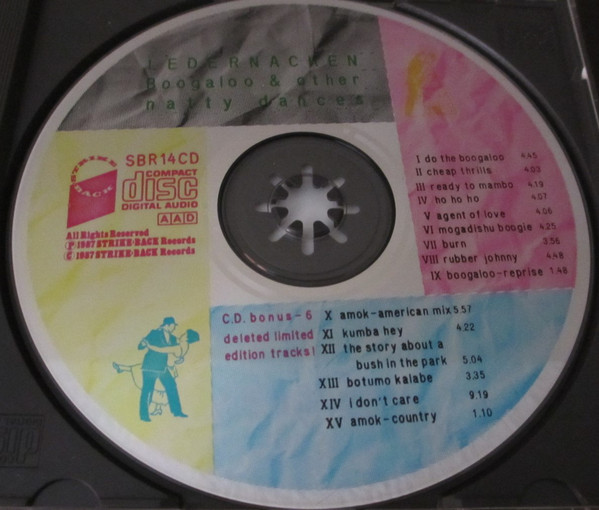 LEDERNACKEN
Boogaloo & other
natty dances
STRIKE
BACK
SBR14CD
COMPACT
disc
DIGITAL AUDIO
AAD
All Rights Reserved
Ⓟ 1987 STRIKE-BACK Records
© 1987 STRIKE-BACK Records
I do the boogaloo 4.45
II cheap thrills 4.03
III ready to mambo 4.19
IV ho ho ho 4.07
V agent of love 4.06
VI mogadishu boogie 4.25
VII burn 3.56
VIII rubber johnny 4.48
IX boogaloo-reprise 1.48
C.D. bonus-6
deleted limited
edition tracks!
X amok-american mix 5.57
XI kumba hey 4.22
XII the story about a
bush in the park 5.04
XIII botumo kalabe 3.35
XIV i don't care 9.19
XV amok-country 1.10